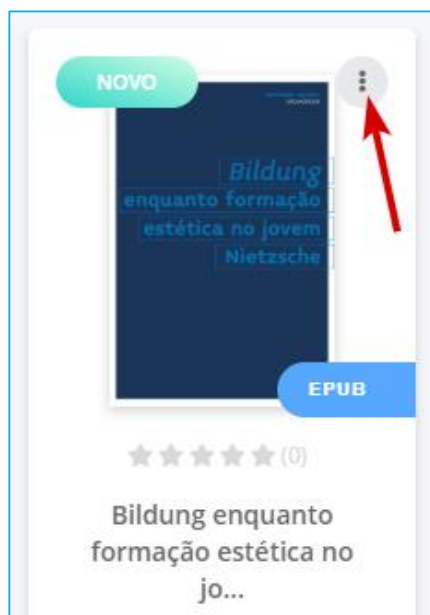 NOVO
Bildung
enquanto formação
estética no jovem
Nietzsche
EPUB
(0)
Bildung enquanto
formação estética no
jo...